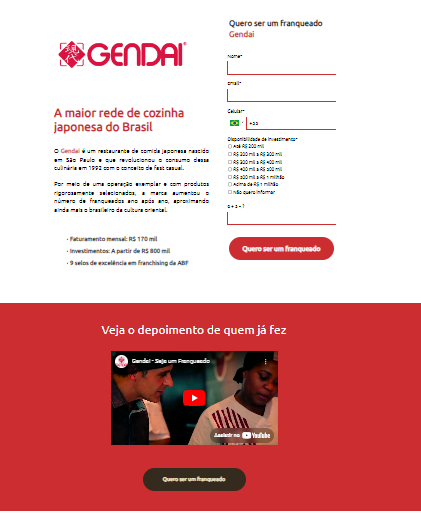 GENDAI
A maior rede de cozinha
japonesa do Brasil
O Gendai é um restaurante de comida japonesa nascido
em São Paulo e que revolucionou o consumo dessa
culinária em 1992 com o conceito de fast casual.
Por meio de uma operação exemplar e com produtos
rigorosamente selecionados, a marca aumentou o
número de franqueados ano após ano, aproximando
ainda mais o brasileiro da cultura oriental.
• Faturamento mensal: R$ 170 mil
• Investimentos: A partir de R$ 800 mil
• 9 selos de excelência em franchising da ABF
Quero ser um franqueado
Gendai
Nome*
Email*
Celular*
+55
Disponibilidade de investimento*
Até R$ 200 mil
R$ 200 mil a R$ 300 mil
R$ 300 mil a R$ 400 mil
R$ 400 mil a R$ 500 mil
R$ 500 mil a R$ 1 milhão
Acima de R$ 1 milhão
Não quero informar
Quero ser um franqueado
Veja o depoimento de quem já fez
Gendai - Seja um Franqueado
Assistir no YouTube
Quero ser um franqueado